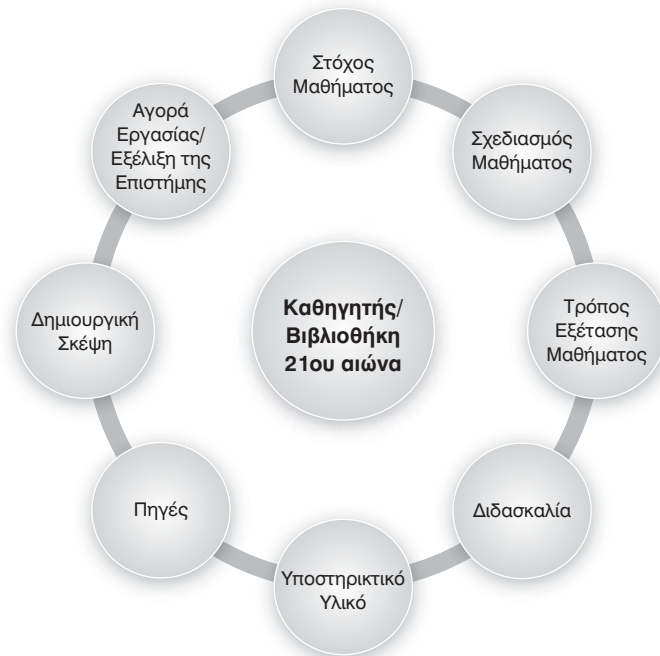 Στόχος
Μαθήματος
Σχεδιασμός
Μαθήματος
Τρόπος
Εξέτασης
Μαθήματος
Διδασκαλία
Υποστηρικτικό
Υλικό
Πηγές
Δημιουργική
Σκέψη
Αγορά
Εργασίας/
Εξέλιξη της
Επιστήμης
Καθηγητής/
Βιβλιοθήκη
21ου αιώνα